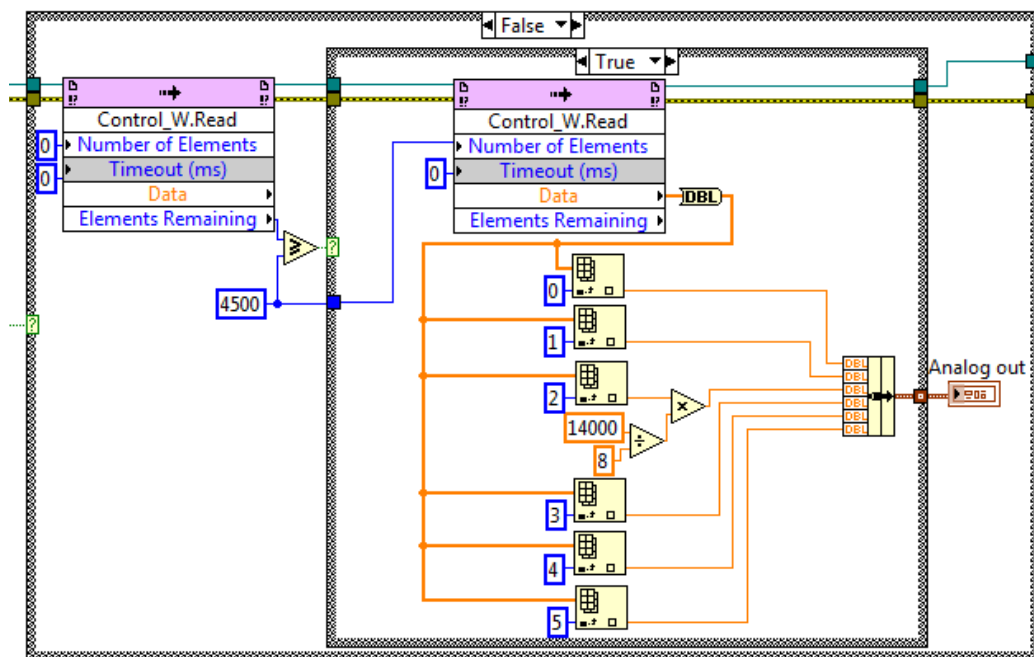 False
True
Control_W.Read
0 Number of Elements
0 Timeout (ms)
Data
Elements Remaining
4500
Control_W.Read
Number of Elements
0 Timeout (ms)
Data DBL
Elements Remaining
0
1
2
14000
8
3
4
5
DBL
DBL
DBL
DBL
DBL
DBL
Analog out